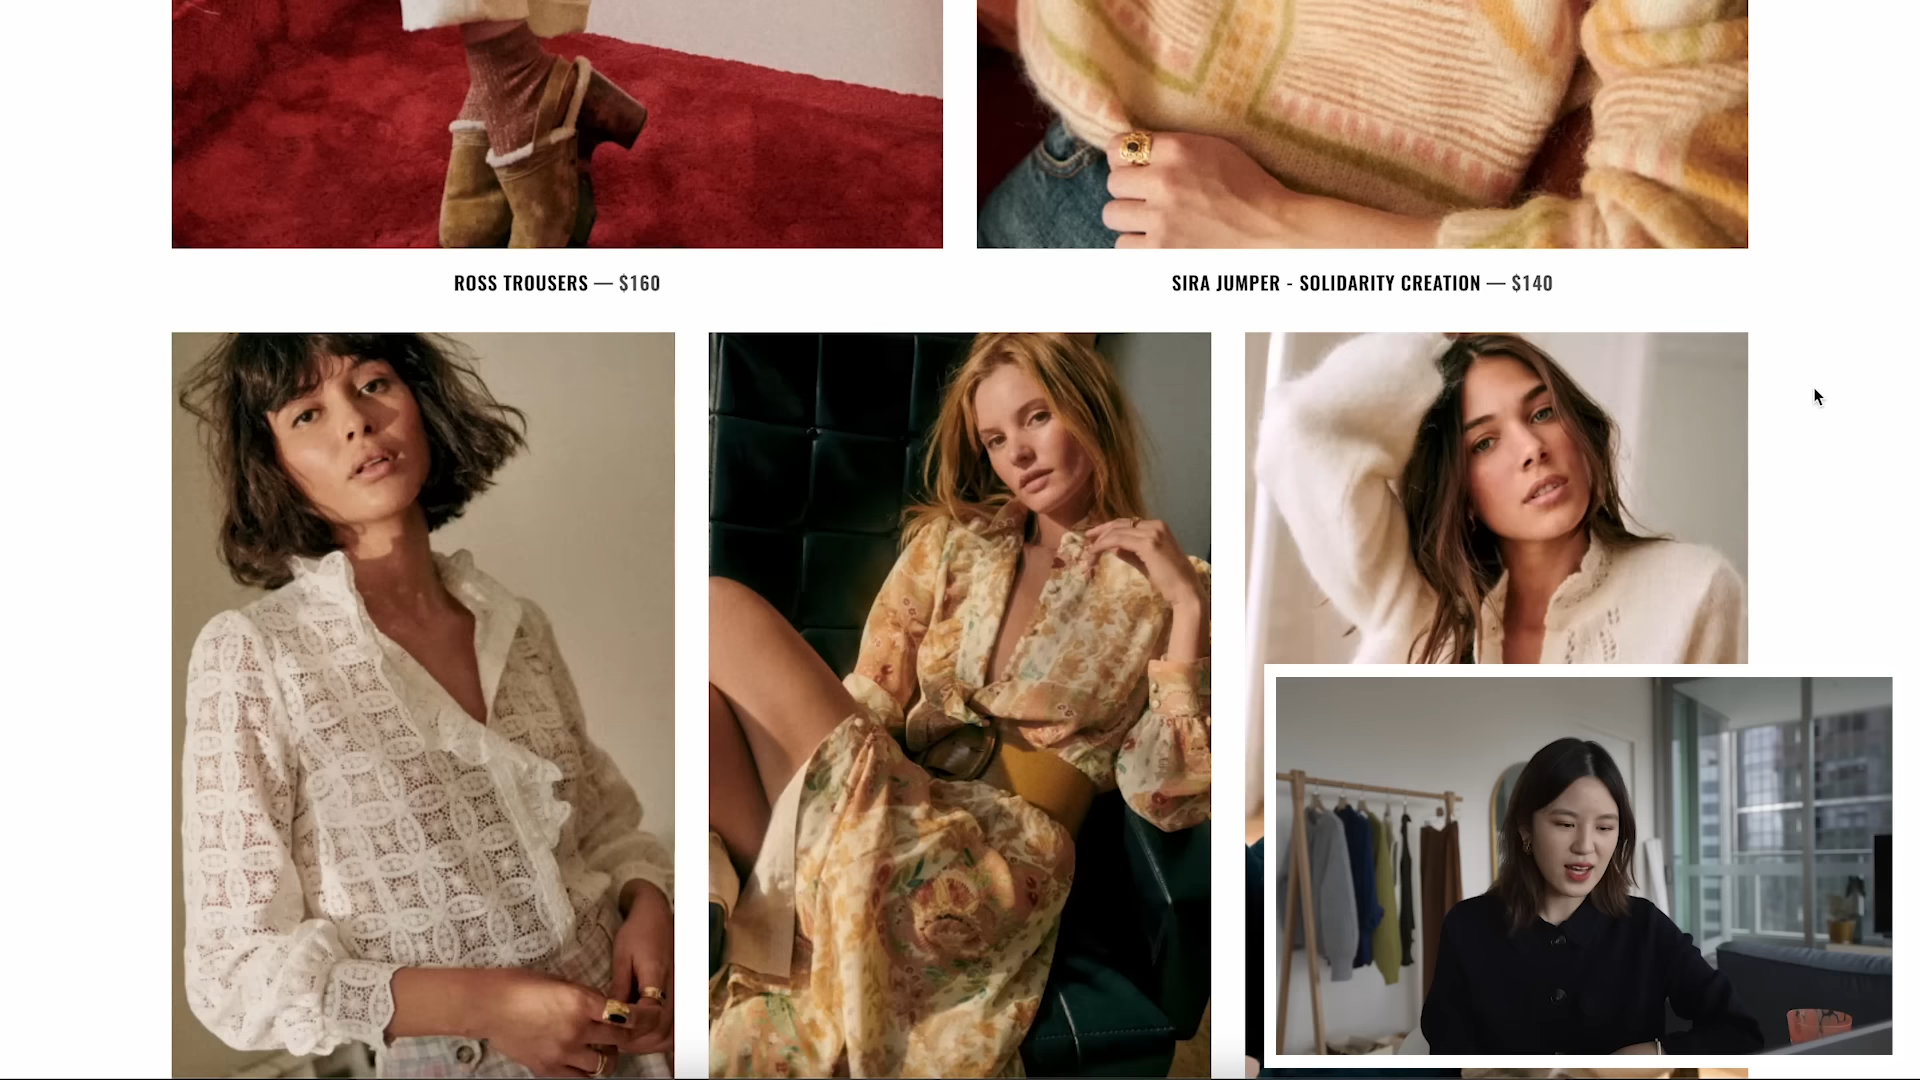 ROSS TROUSERS — $160
SIRA JUMPER - SOLIDARITY CREATION — $140